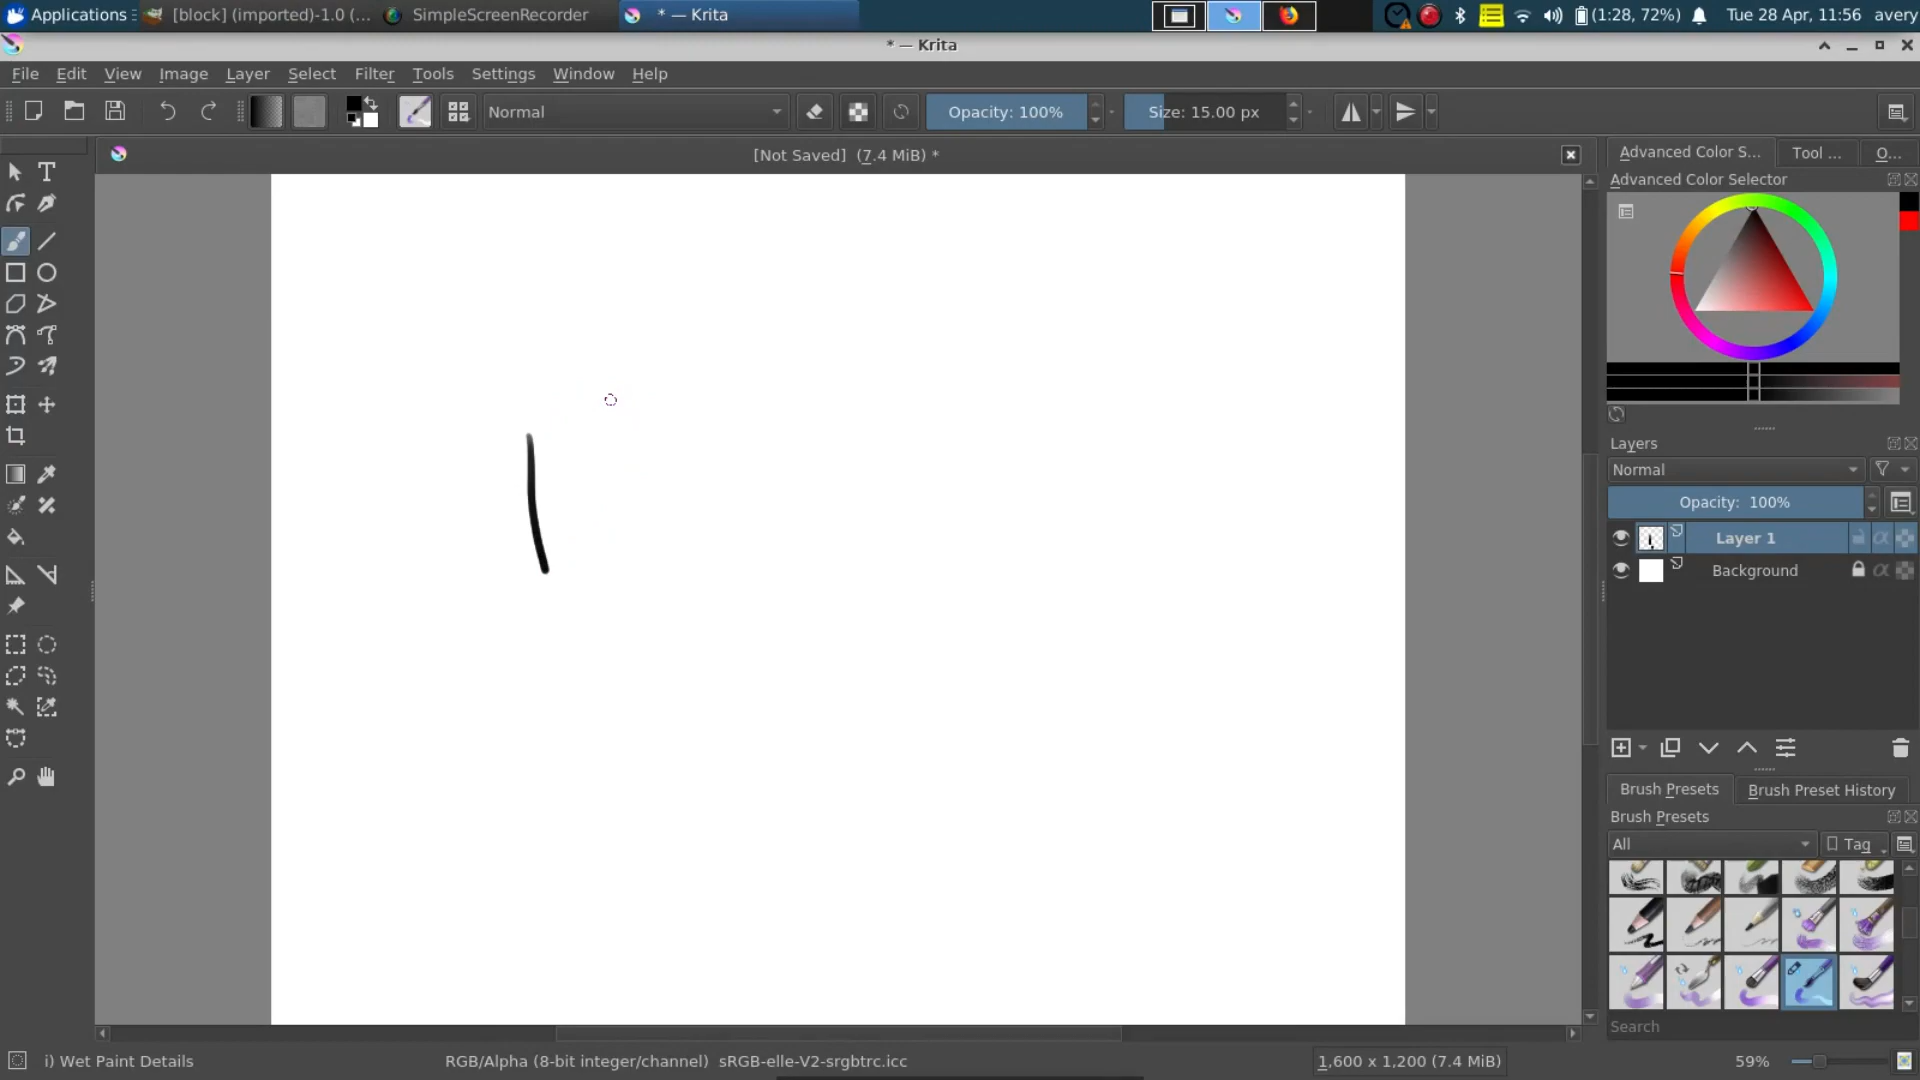 Applications
[block] (imported)-1.0 (...
SimpleScreenRecorder
* — Krita
(1:28, 72%)
Tue 28 Apr, 11:56
avery
* — Krita
File
Edit
View
Image
Layer
Select
Filter
Tools
Settings
Window
Help
Normal
Opacity: 100%
Size: 15.00 px
[Not Saved] (7.4 MiB) *
Advanced Color S...
Tool ...
O...
Advanced Color Selector
Layers
Normal
Opacity: 100%
Layer 1
Background
Brush Presets
Brush Preset History
Brush Presets
All
Tag
Search
i) Wet Paint Details
RGB/Alpha (8-bit integer/channel) sRGB-elle-V2-srgbtrc.icc
1,600 x 1,200 (7.4 MiB)
59%